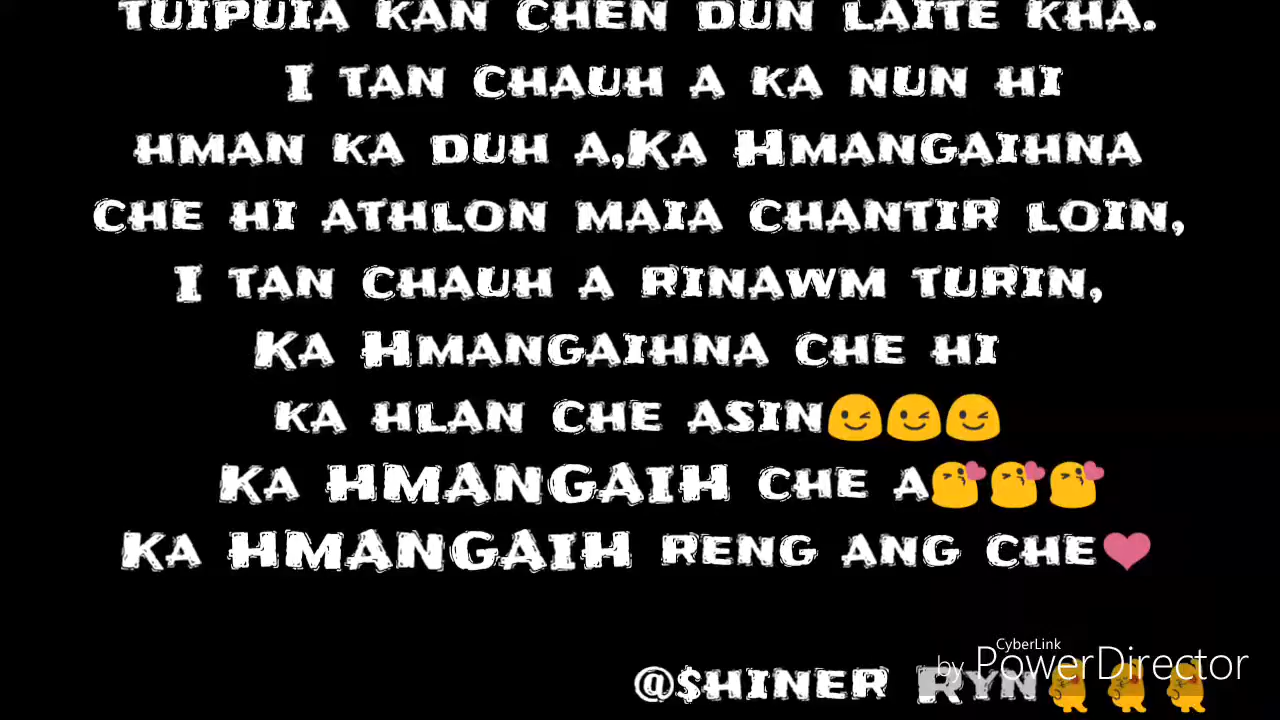 tuipuia kan chen dun laite kha.
I tan chauh a ka nun hi
hman ka duh a,Ka Hmangaihna
che hi athlon maia chantir loin,
I tan chauh a rinawm turin,
Ka Hmangaihna che hi
ka hlan che asin😉😉😉
Ka HMANGAIH che a😘😘😘
Ka HMANGAIH reng ang che❤
CyberLink
by PowerDirector
@$hiner Ryn